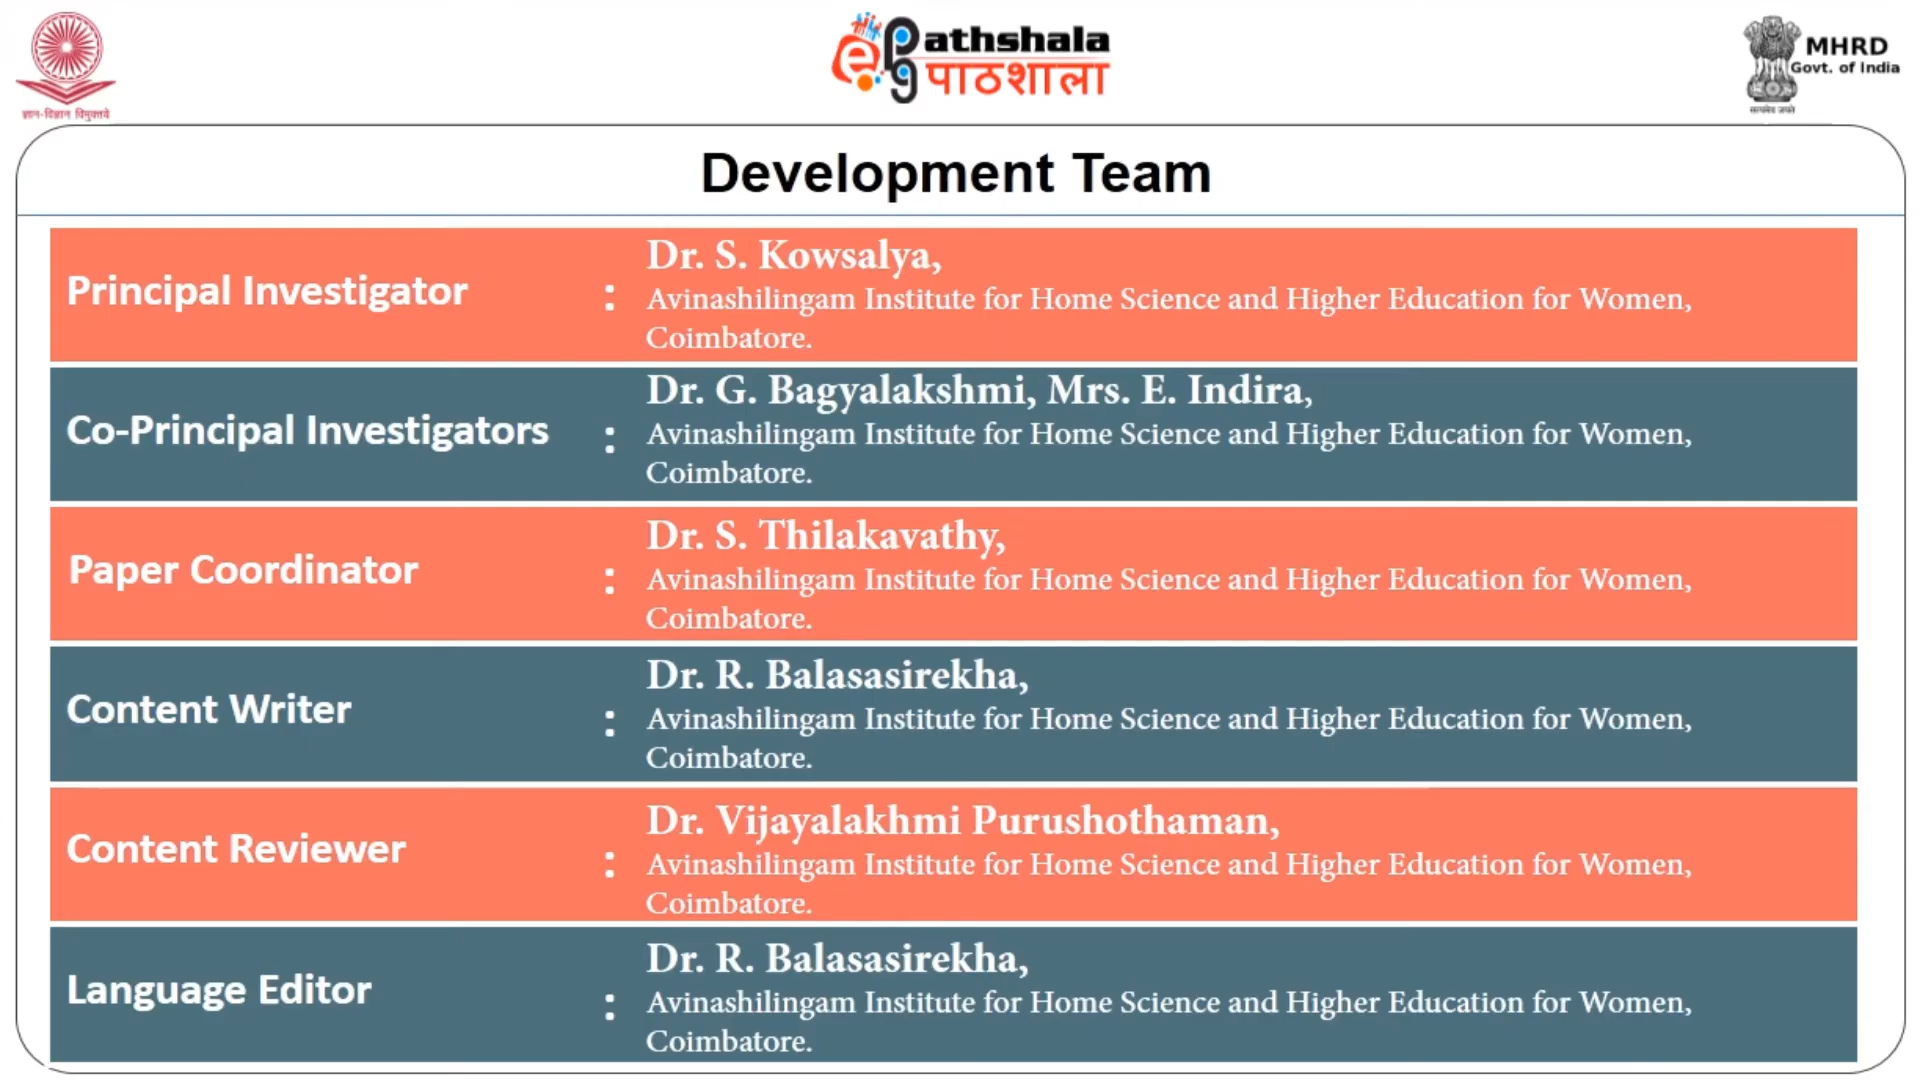 ज्ञान-विज्ञान विमुक्तये
e pg Pathshala
पाठशाला
MHRD
Govt. of India
सत्यमेव जयते
Development Team
Principal Investigator
:
Dr. S. Kowsalya,
Avinashilingam Institute for Home Science and Higher Education for Women,
Coimbatore.
Co-Principal Investigators
:
Dr. G. Bagyalakshmi, Mrs. E. Indira,
Avinashilingam Institute for Home Science and Higher Education for Women,
Coimbatore.
Paper Coordinator
:
Dr. S. Thilakavathy,
Avinashilingam Institute for Home Science and Higher Education for Women,
Coimbatore.
Content Writer
:
Dr. R. Balasasirekha,
Avinashilingam Institute for Home Science and Higher Education for Women,
Coimbatore.
Content Reviewer
:
Dr. Vijayalakhmi Purushothaman,
Avinashilingam Institute for Home Science and Higher Education for Women,
Coimbatore.
Language Editor
:
Dr. R. Balasasirekha,
Avinashilingam Institute for Home Science and Higher Education for Women,
Coimbatore.